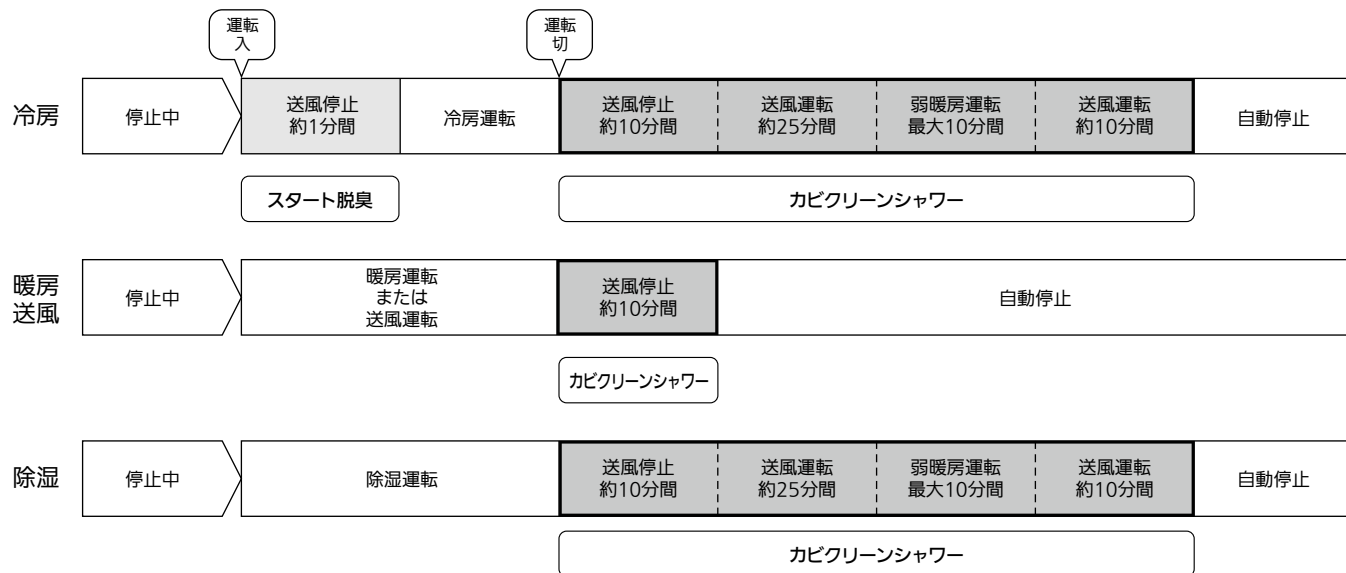 運転
入
運転
切
冷房
停止中
送風停止
約1分間
冷房運転
送風停止
約10分間
送風運転
約25分間
弱暖房運転
最大10分間
送風運転
約10分間
自動停止
スタート脱臭
カビクリーンシャワー
暖房
送風
停止中
暖房運転
または
送風運転
送風停止
約10分間
自動停止
カビクリーンシャワー
除湿
停止中
除湿運転
送風停止
約10分間
送風運転
約25分間
弱暖房運転
最大10分間
送風運転
約10分間
自動停止
カビクリーンシャワー